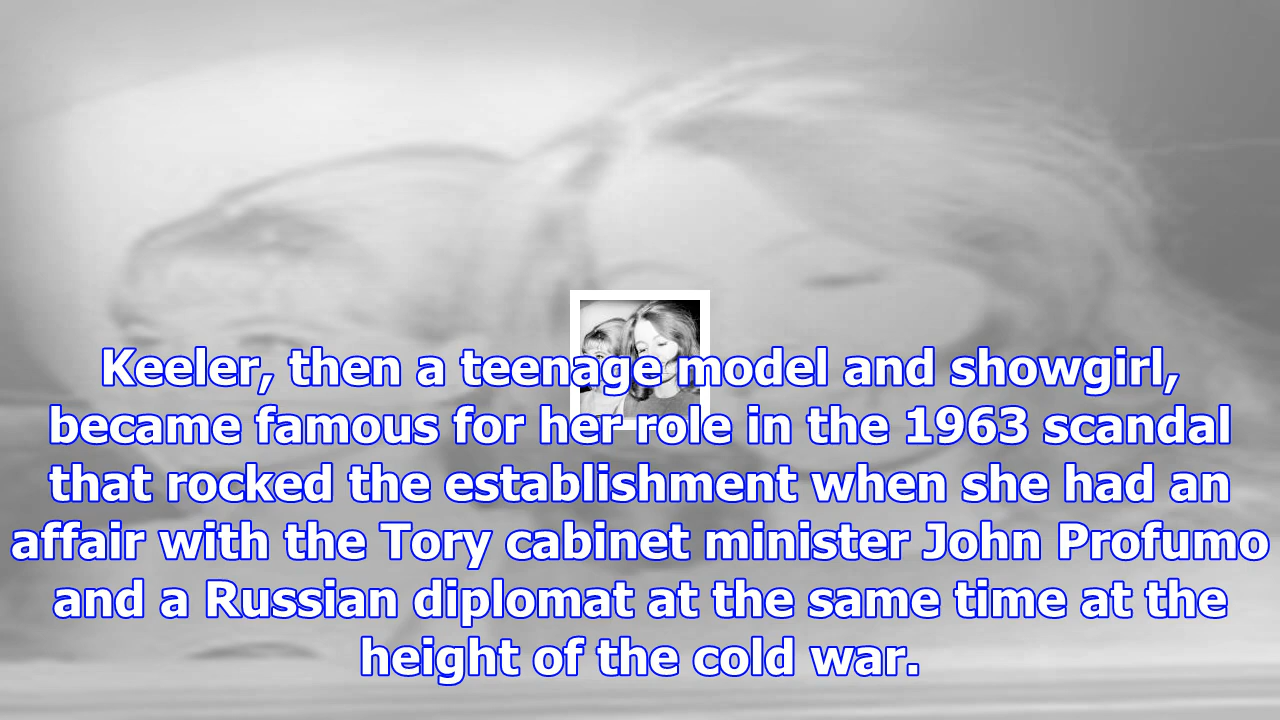 Keeler, then a teenage model and showgirl,
became famous for her role in the 1963 scandal
that rocked the establishment when she had an
affair with the Tory cabinet minister John Profumo
and a Russian diplomat at the same time at the
height of the cold war.